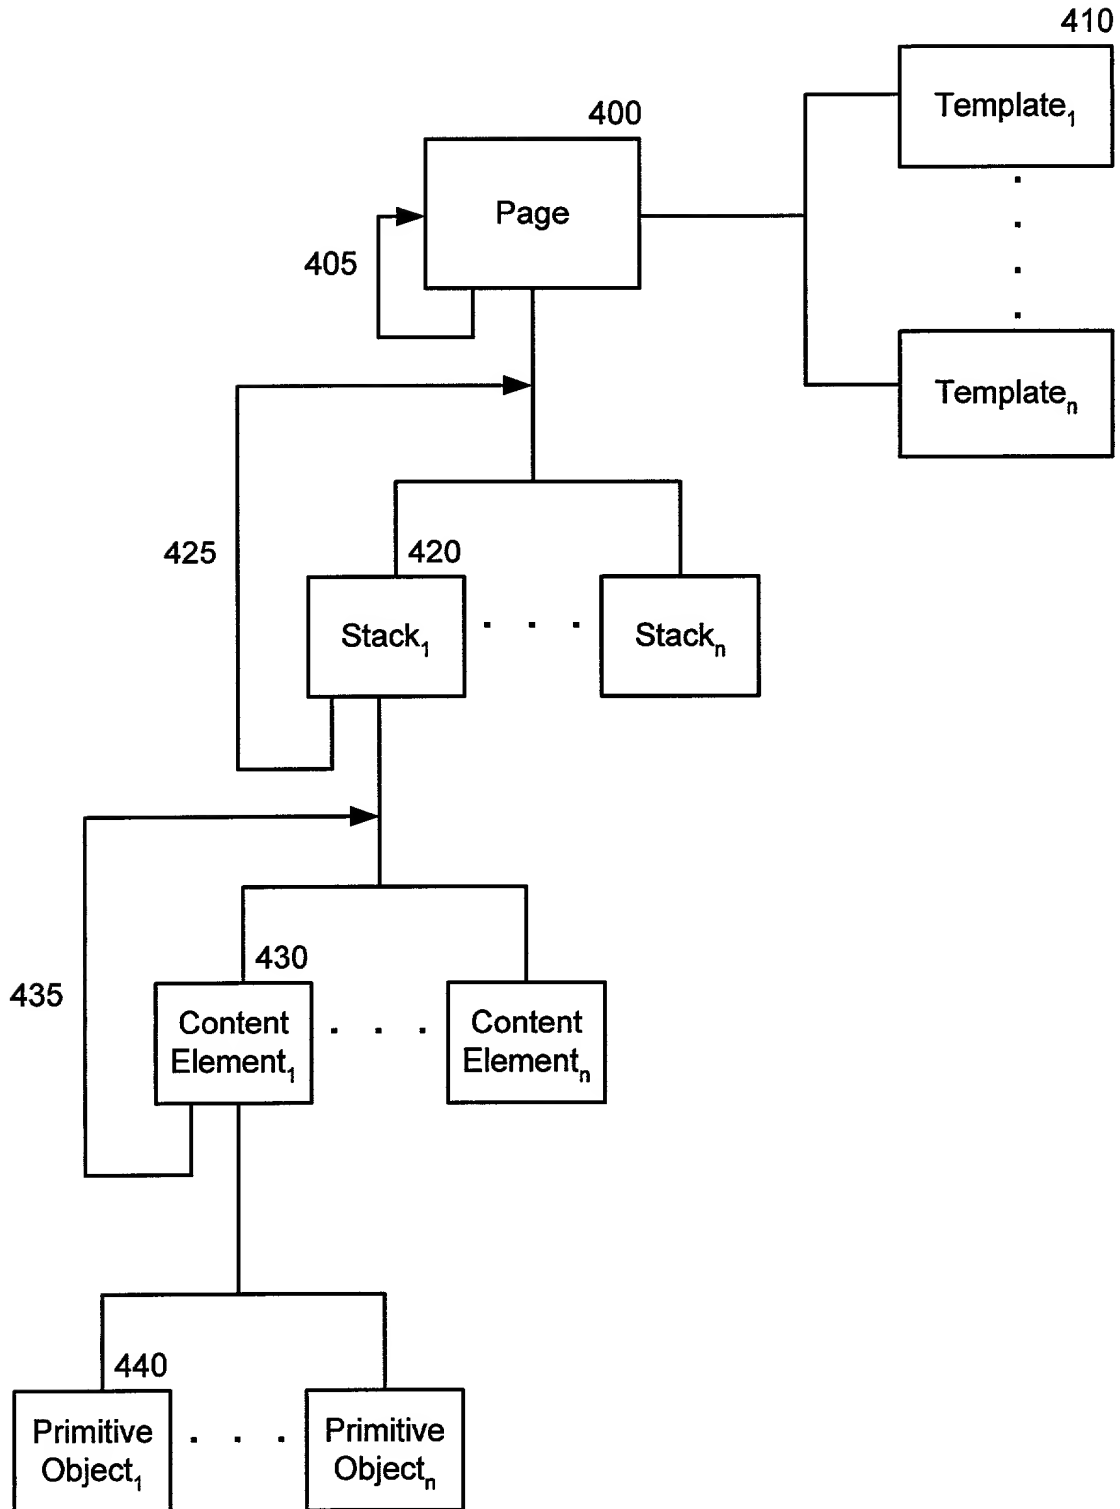 410
Template₁
400
Page
405
Templateₙ
425
420
Stack₁
Stackₙ
435
430
Content
Element₁
Content
Elementₙ
440
Primitive
Object₁
Primitive
Objectₙ